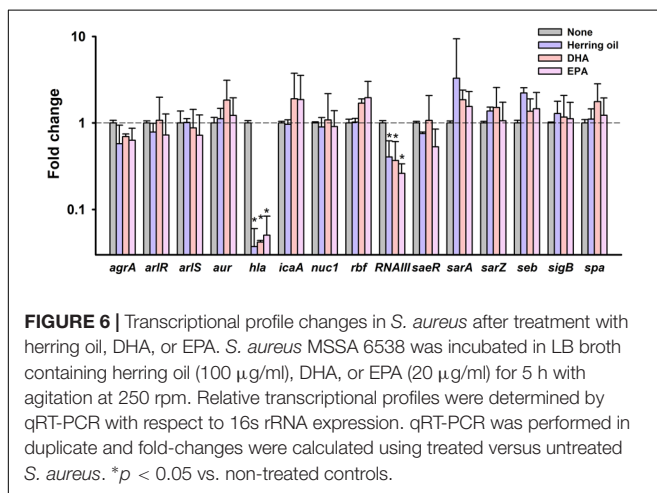 10
1
0.1
Fold change
None
Herring oil
DHA
EPA
* * *
* * *
agrA arlR arlS aur hla icaA nuc1 rbf RNAIII saeR sarA sarZ seb sigB spa
FIGURE 6 | Transcriptional profile changes in S. aureus after treatment with
herring oil, DHA, or EPA. S. aureus MSSA 6538 was incubated in LB broth
containing herring oil (100 μg/ml), DHA, or EPA (20 μg/ml) for 5 h with
agitation at 250 rpm. Relative transcriptional profiles were determined by
qRT-PCR with respect to 16s rRNA expression. qRT-PCR was performed in
duplicate and fold-changes were calculated using treated versus untreated
S. aureus. *p < 0.05 vs. non-treated controls.